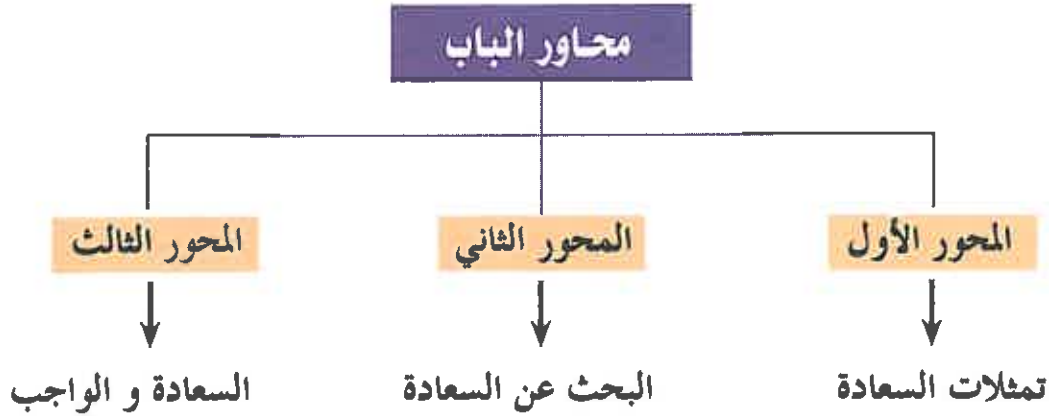 محاور الباب
المحور الأول
المحور الثاني
المحور الثالث
تمثلات السعادة
البحث عن السعادة
السعادة و الواجب